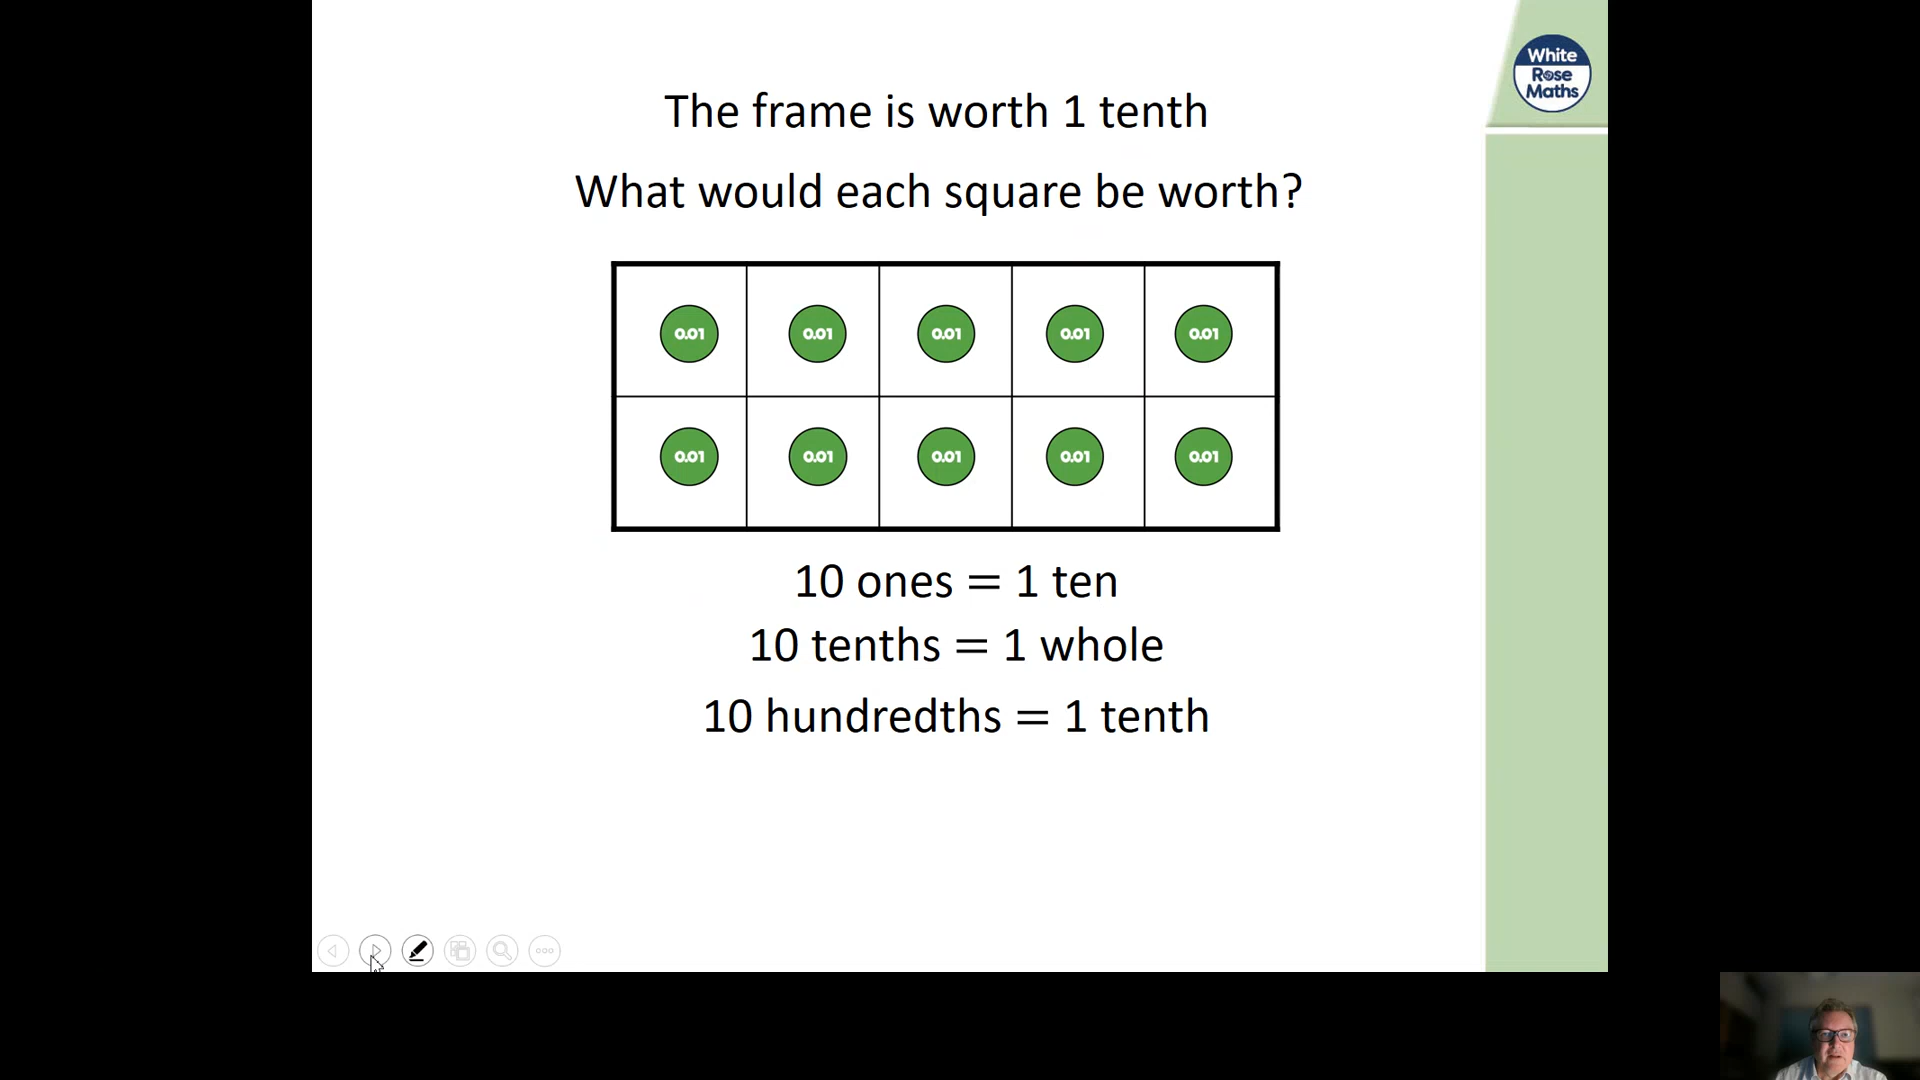 White
Rose
Maths
The frame is worth 1 tenth
What would each square be worth?
0.01 0.01 0.01 0.01 0.01
0.01 0.01 0.01 0.01 0.01
10 ones = 1 ten
10 tenths = 1 whole
10 hundredths = 1 tenth